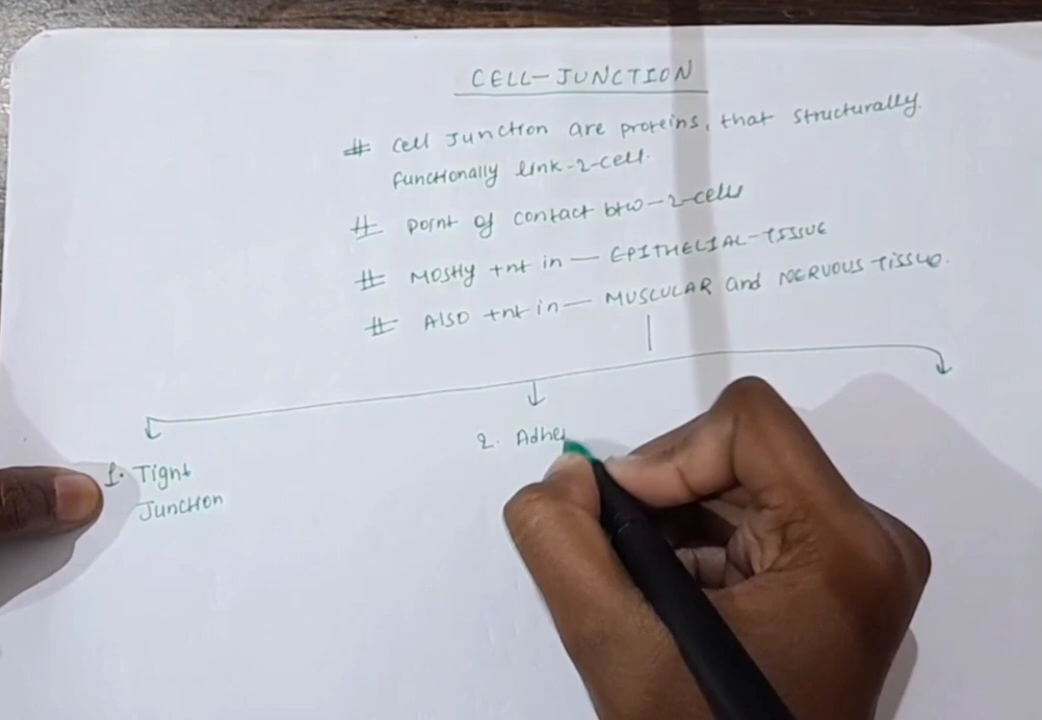 CELL-JUNCTION
# Cell Junction are proteins, that structurally
functionally link-2-cell.
# Point of contact btw-2-cells
# Mostly +nt in — EPITHELIAL-TISSUE
# Also +nt in — MUSCULAR and NERVOUS TISSUE.
1. Tight
Junction
2. Adhe